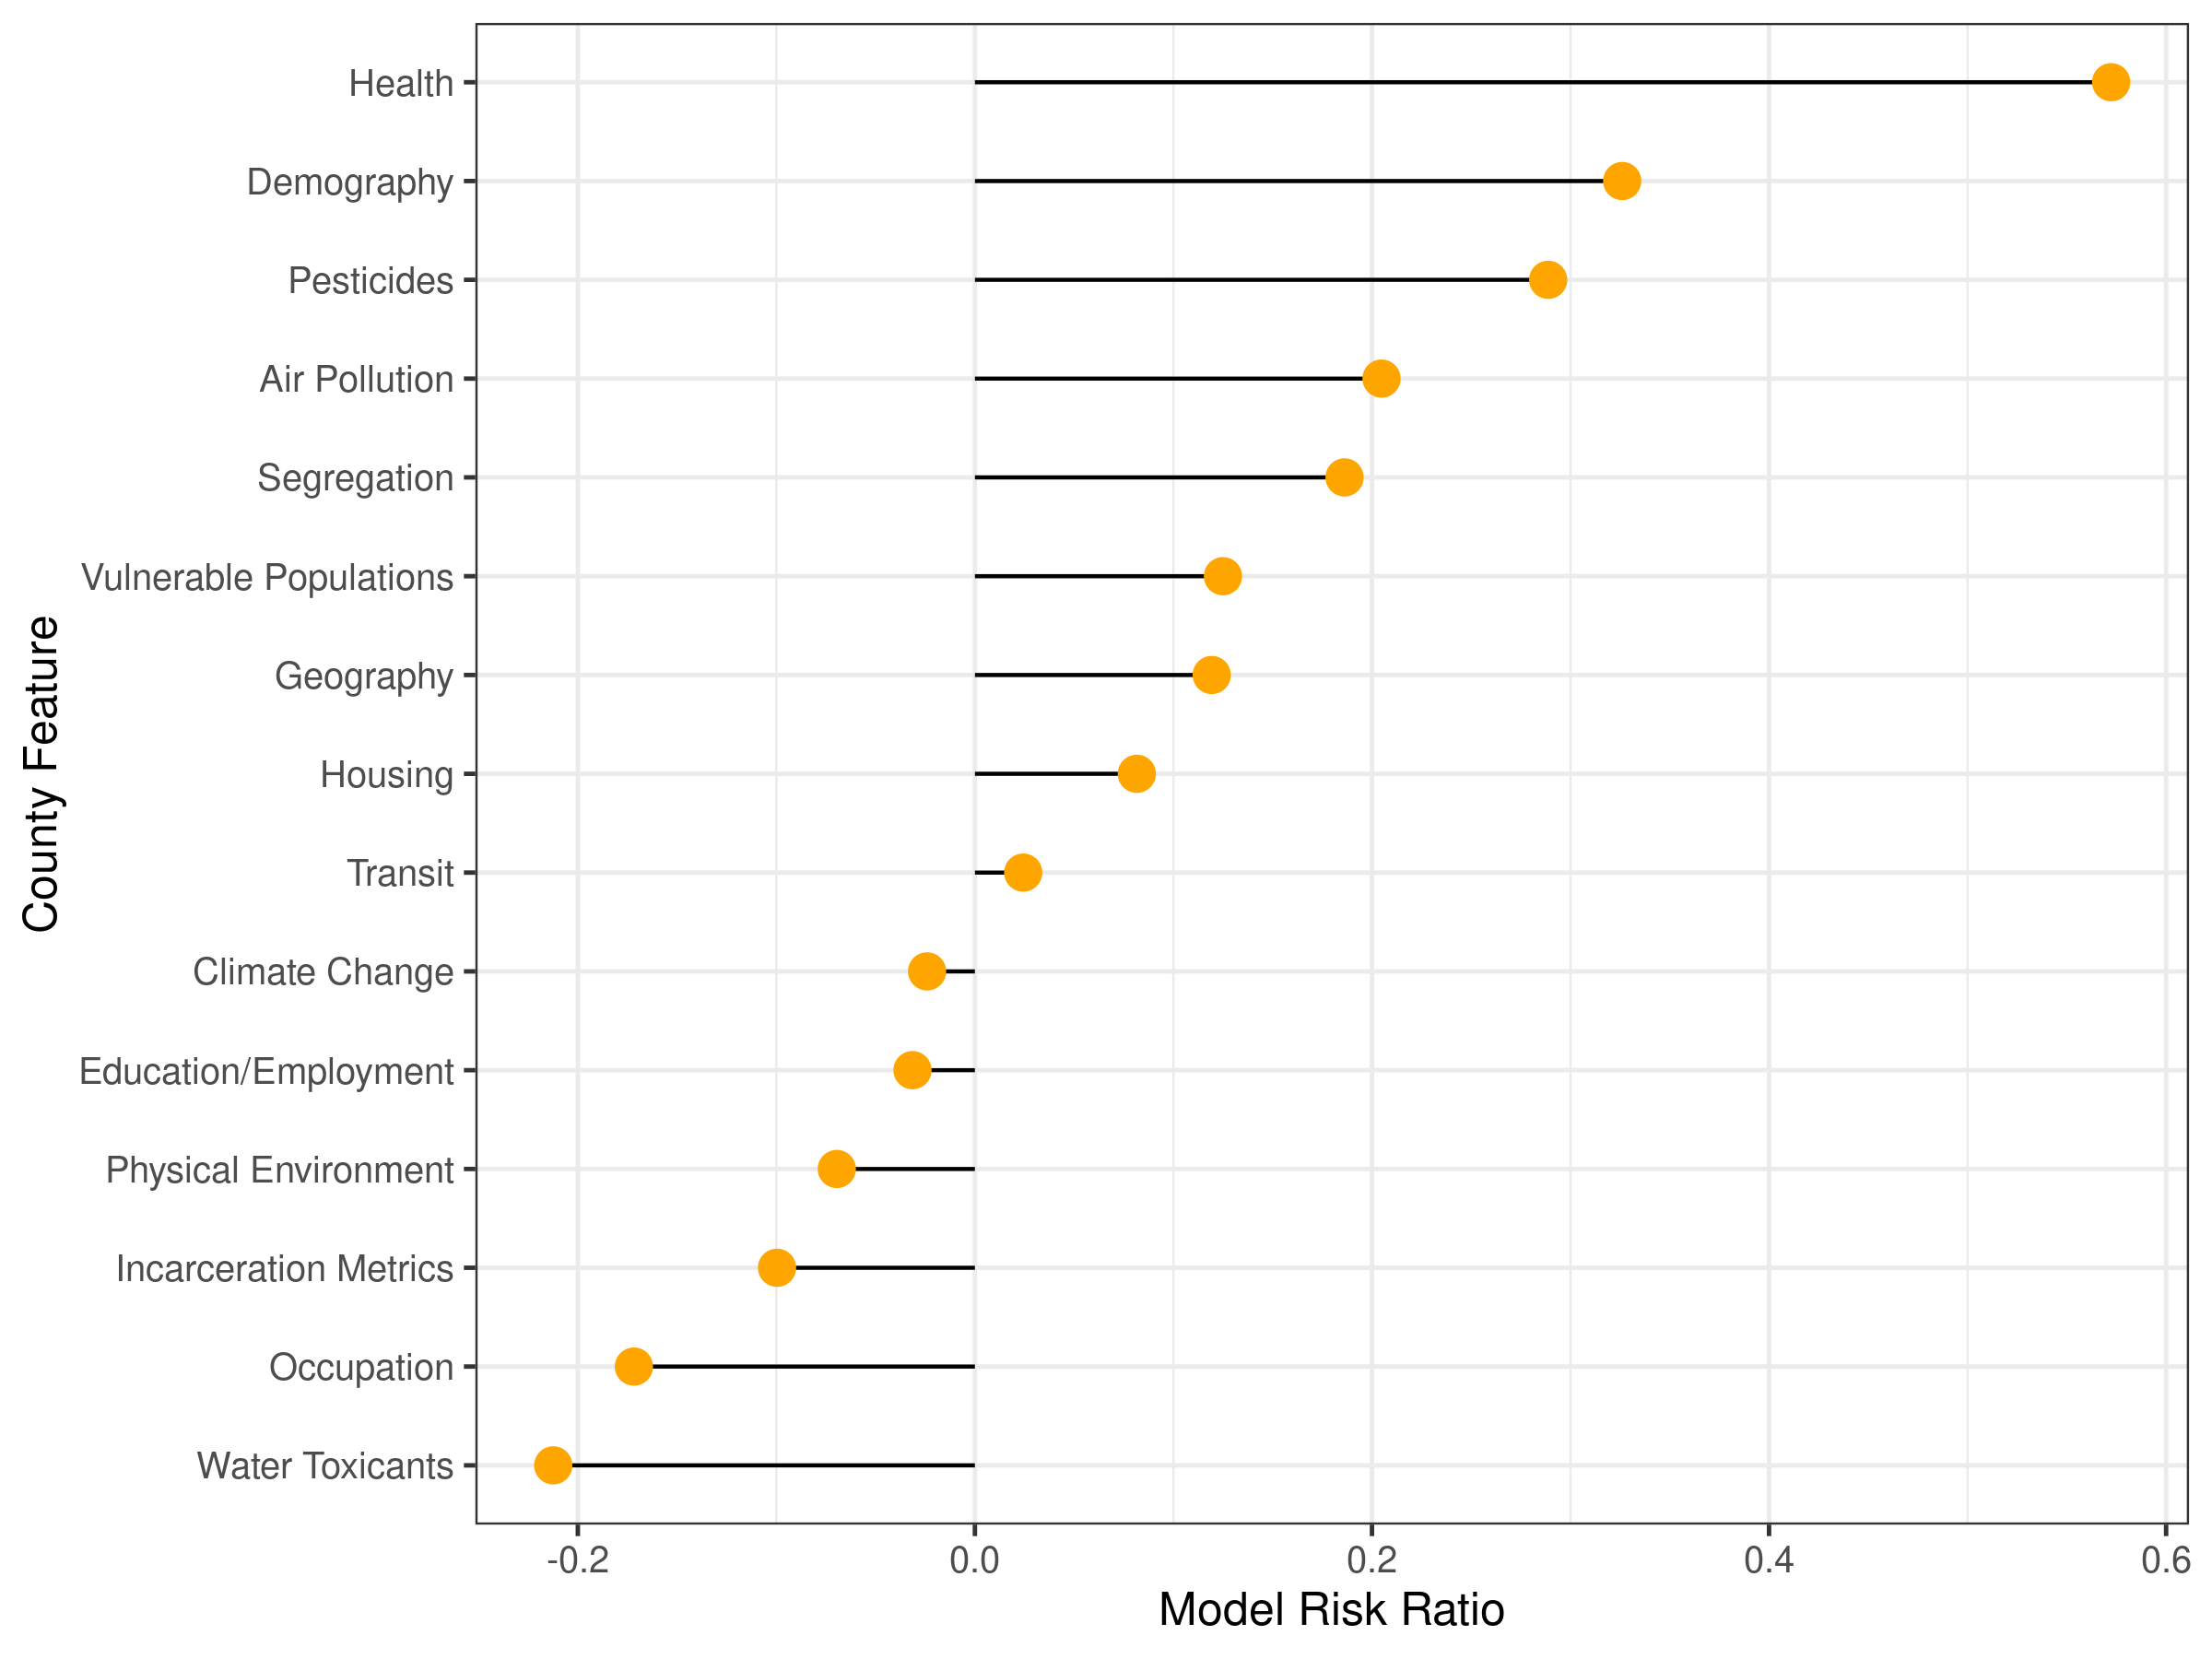 Health
Demography
Pesticides
Air Pollution
Segregation
Vulnerable Populations
Geography
Housing
Transit
Climate Change
Education/Employment
Physical Environment
Incarceration Metrics
Occupation
Water Toxicants
County Feature
-0.2 0.0 0.2 0.4 0.6
Model Risk Ratio